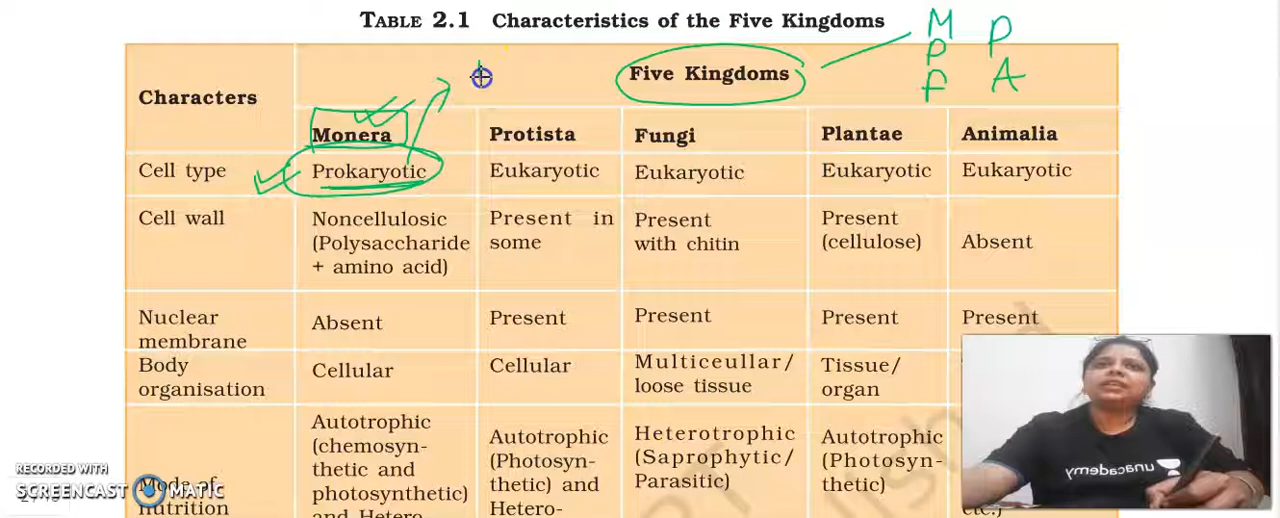 TABLE 2.1 Characteristics of the Five Kingdoms
M P
P A
F
Characters
Five Kingdoms
Monera Protista Fungi Plantae Animalia
Cell type Prokaryotic Eukaryotic Eukaryotic Eukaryotic Eukaryotic
Cell wall Noncellulosic Present in Present Present
(Polysaccharide some with chitin (cellulose) Absent
+ amino acid)
Nuclear Absent Present Present Present Present
membrane
Body Cellular Cellular Multiceullar/ Tissue/
organisation loose tissue organ
Autotrophic
(chemosyn- Autotrophic Heterotrophic Autotrophic
thetic and (Photosyn- (Saprophytic/ (Photosyn-
Mode of photosynthetic) thetic) and Parasitic) thetic)
nutrition and Hetero- Hetero- etc.)
RECORDED WITH
SCREENCAST MATIC
unacademy